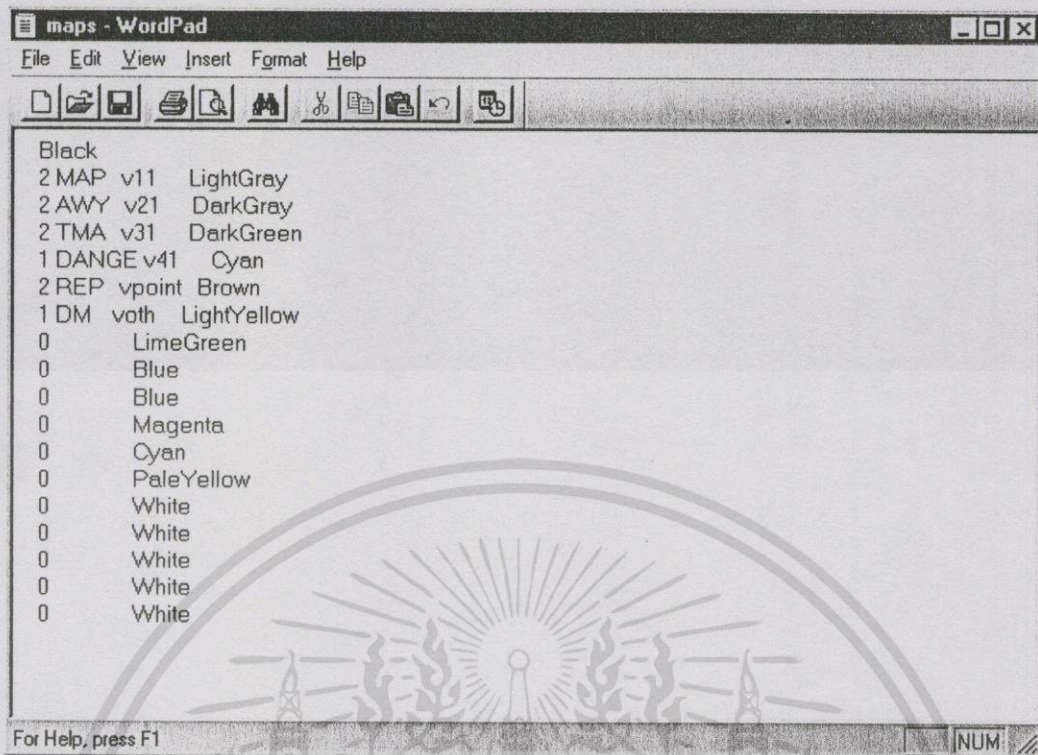 maps - WordPad
File Edit View Insert Format Help
Black
2 MAP v11 LightGray
2 AWY v21 DarkGray
2 TMA v31 DarkGreen
1 DANGE v41 Cyan
2 REP vpoint Brown
1 DM voth LightYellow
0 LimeGreen
0 Blue
0 Blue
0 Magenta
0 Cyan
0 PaleYellow
0 White
0 White
0 White
0 White
0 White
For Help, press F1 NUM